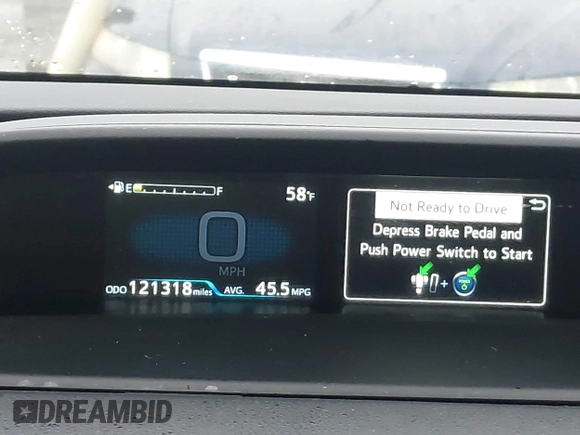 E F 58°F
0
MPH
ODO 121318 miles AVG. 45.5 MPG
Not Ready to Drive
Depress Brake Pedal and
Push Power Switch to Start
POWER
DREAMBID